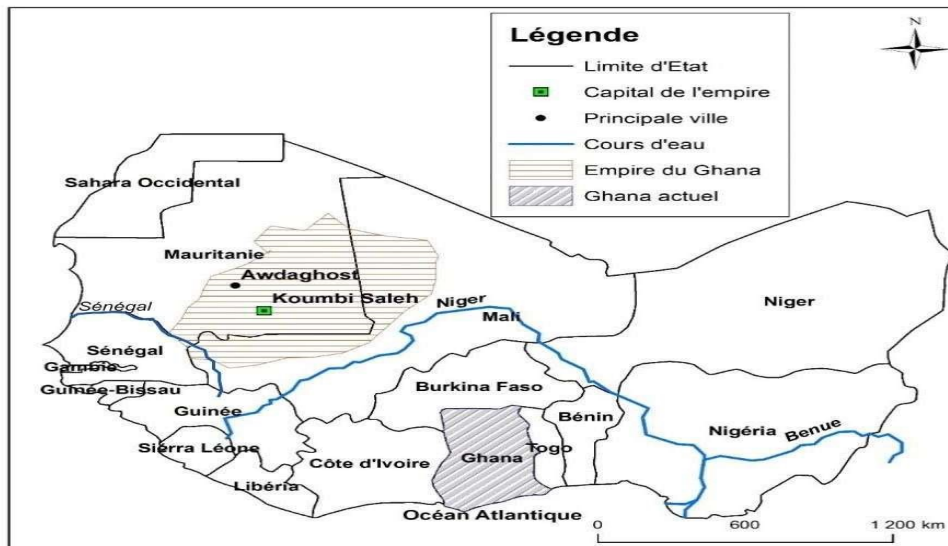 N
Légende
Limite d'Etat
Capital de l'empire
Principale ville
Cours d'eau
Empire du Ghana
Ghana actuel
Sahara Occidental
Mauritanie
Awdaghost
Koumbi Saleh
Sénégal
Niger
Mali
Niger
Sénégal
Gambie
Guinée-Bissau
Burkina Faso
Guinée
Bénin
Nigéria
Benue
Sièrra Léone
Côte d'Ivoire
Ghana
Togo
Libéria
Océan Atlantique
0 600 1 200 km